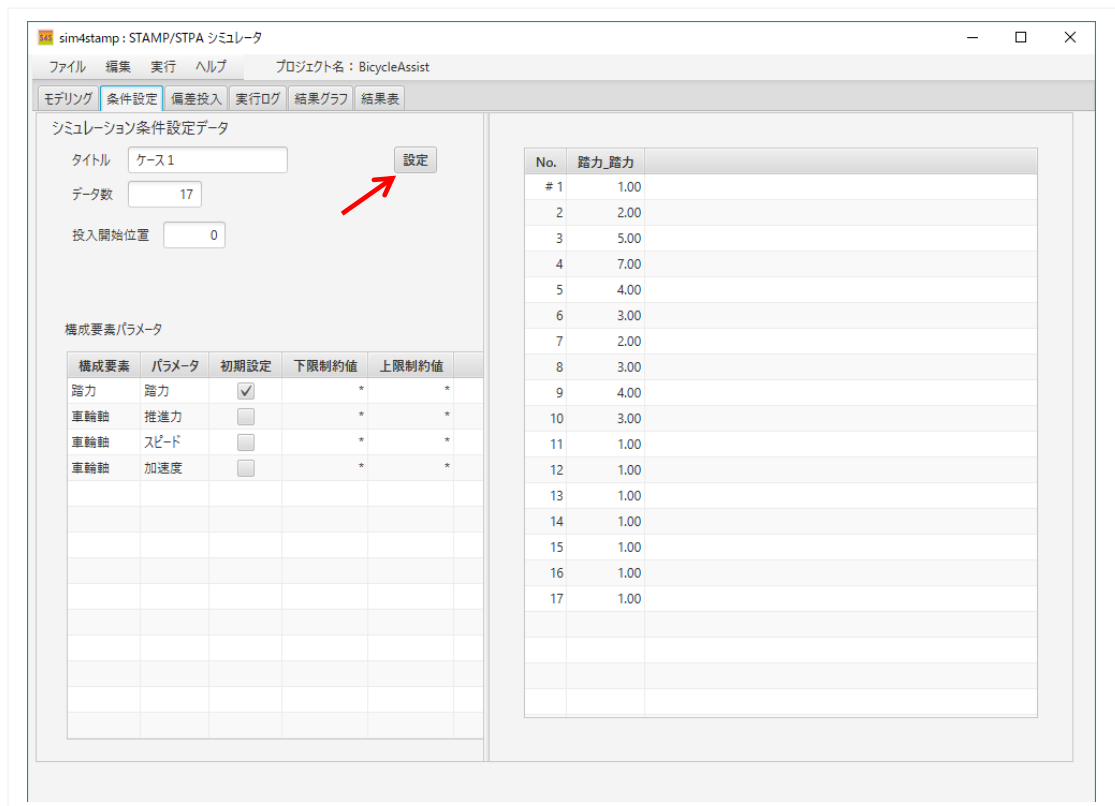 S4S sim4stamp : STAMP/STPA シミュレータ
ファイル 編集 実行 ヘルプ プロジェクト名：BicycleAssist
モデリング 条件設定 偏差投入 実行ログ 結果グラフ 結果表
シミュレーション条件設定データ
タイトル ケース１ 設定
データ数 17
投入開始位置 0
構成要素パラメータ
構成要素 パラメータ 初期設定 下限制約値 上限制約値
踏力 踏力 * *
車輪軸 推進力 * *
車輪軸 スピード * *
車輪軸 加速度 * *
No. 踏力_踏力
# 1 1.00
2 2.00
3 5.00
4 7.00
5 4.00
6 3.00
7 2.00
8 3.00
9 4.00
10 3.00
11 1.00
12 1.00
13 1.00
14 1.00
15 1.00
16 1.00
17 1.00